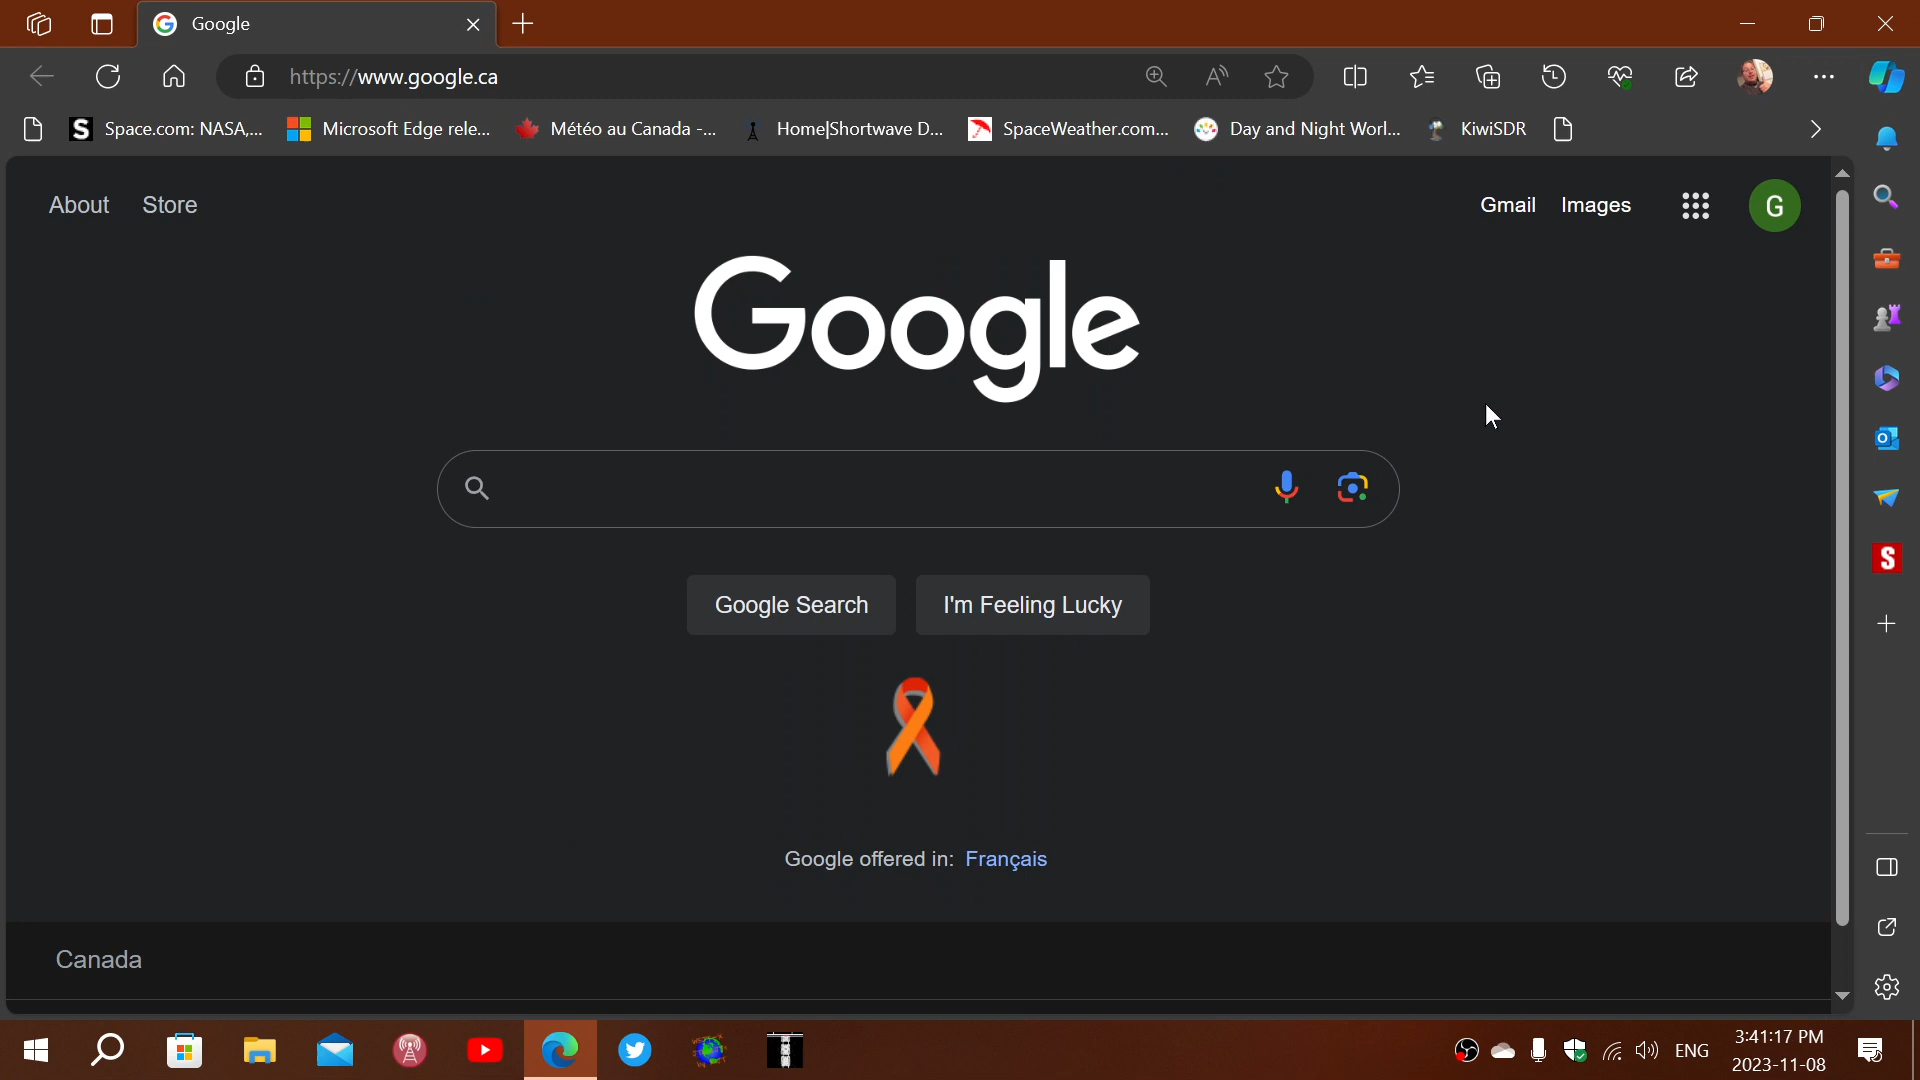 Google
https://www.google.ca
Space.com: NASA,...
Microsoft Edge rele...
Météo au Canada -...
Home|Shortwave D...
SpaceWeather.com...
Day and Night Worl...
KiwiSDR
About
Store
Gmail
Images
G
Google
Google Search
I'm Feeling Lucky
Google offered in: Français
Canada
ENG
3:41:17 PM
2023-11-08